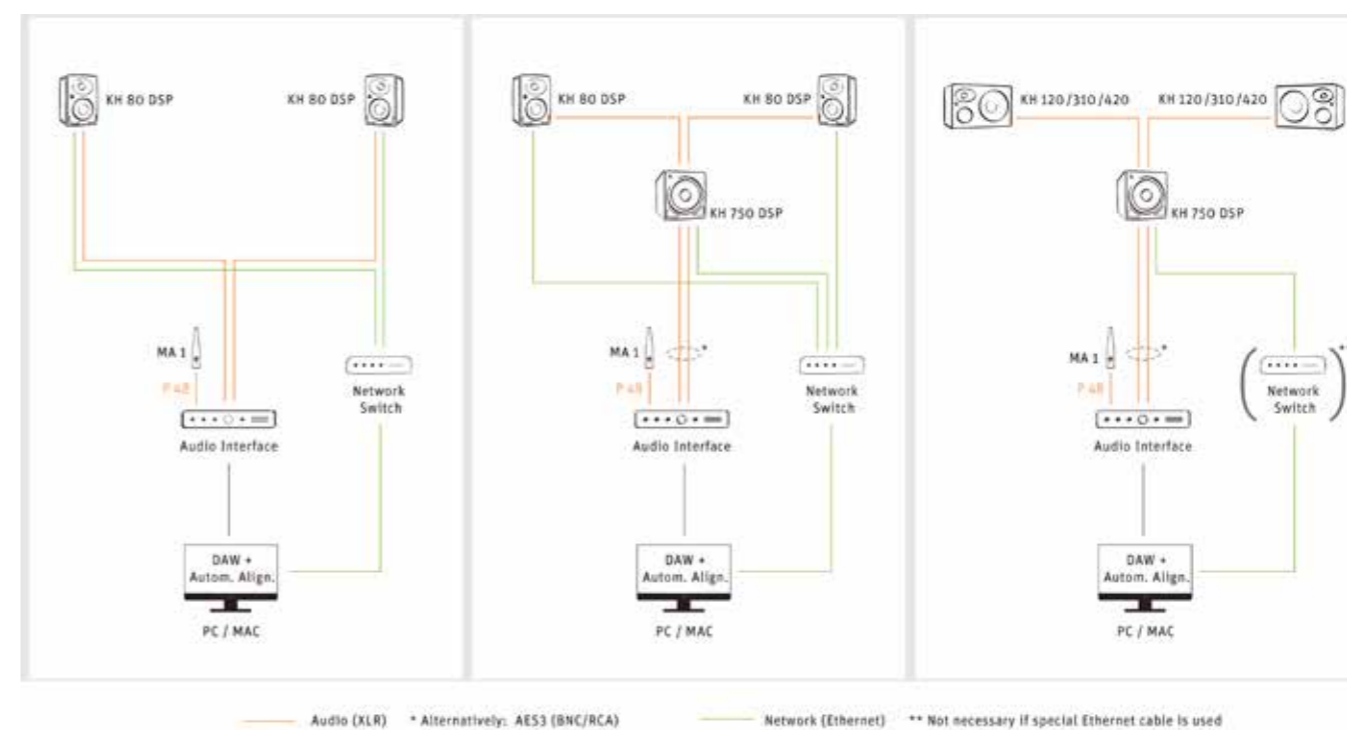 KH 80 DSP
KH 80 DSP
MA 1
P 48
Network
Switch
Audio Interface
DAW +
Autom. Align.
PC / MAC
KH 80 DSP
KH 80 DSP
KH 750 DSP
*
MA 1
P 48
Network
Switch
Audio Interface
DAW +
Autom. Align.
PC / MAC
KH 120/310/420
KH 120/310/420
KH 750 DSP
*
MA 1
P 48
**
Network
Switch
Audio Interface
DAW +
Autom. Align.
PC / MAC
Audio (XLR) * Alternatively: AES3 (BNC/RCA) Network (Ethernet) ** Not necessary if special Ethernet cable is used